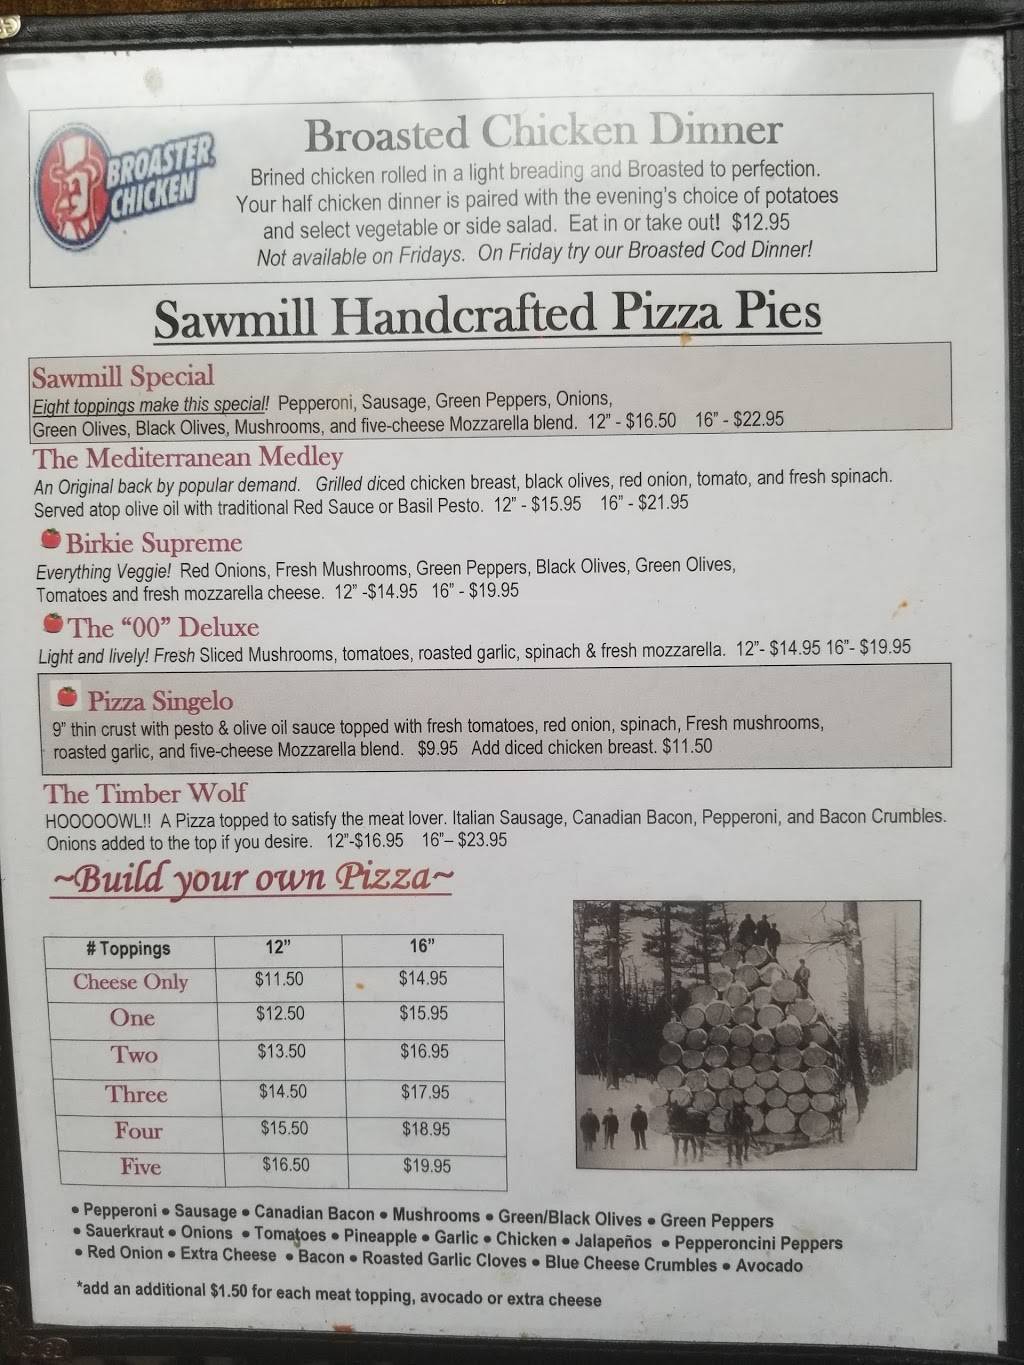 BROASTER
CHICKEN
Broasted Chicken Dinner
Brined chicken rolled in a light breading and Broasted to perfection.
Your half chicken dinner is paired with the evening's choice of potatoes
and select vegetable or side salad. Eat in or take out! $12.95
Not available on Fridays. On Friday try our Broasted Cod Dinner!
Sawmill Handcrafted Pizza Pies
Sawmill Special
Eight toppings make this special! Pepperoni, Sausage, Green Peppers, Onions,
Green Olives, Black Olives, Mushrooms, and five-cheese Mozzarella blend. 12" - $16.50 16" - $22.95
The Mediterranean Medley
An Original back by popular demand. Grilled diced chicken breast, black olives, red onion, tomato, and fresh spinach.
Served atop olive oil with traditional Red Sauce or Basil Pesto. 12" - $15.95 16" - $21.95
Birkie Supreme
Everything Veggie! Red Onions, Fresh Mushrooms, Green Peppers, Black Olives, Green Olives,
Tomatoes and fresh mozzarella cheese. 12" -$14.95 16" - $19.95
The "00" Deluxe
Light and lively! Fresh Sliced Mushrooms, tomatoes, roasted garlic, spinach & fresh mozzarella. 12"- $14.95 16"- $19.95
Pizza Singelo
9" thin crust with pesto & olive oil sauce topped with fresh tomatoes, red onion, spinach, Fresh mushrooms,
roasted garlic, and five-cheese Mozzarella blend. $9.95 Add diced chicken breast. $11.50
The Timber Wolf
HOOOOOWL!! A Pizza topped to satisfy the meat lover. Italian Sausage, Canadian Bacon, Pepperoni, and Bacon Crumbles.
Onions added to the top if you desire. 12"-$16.95 16"– $23.95
~Build your own Pizza~
# Toppings 12" 16"
Cheese Only $11.50 $14.95
One $12.50 $15.95
Two $13.50 $16.95
Three $14.50 $17.95
Four $15.50 $18.95
Five $16.50 $19.95
• Pepperoni • Sausage • Canadian Bacon • Mushrooms • Green/Black Olives • Green Peppers
• Sauerkraut • Onions • Tomatoes • Pineapple • Garlic • Chicken • Jalapeños • Pepperoncini Peppers
• Red Onion • Extra Cheese • Bacon • Roasted Garlic Cloves • Blue Cheese Crumbles • Avocado
*add an additional $1.50 for each meat topping, avocado or extra cheese